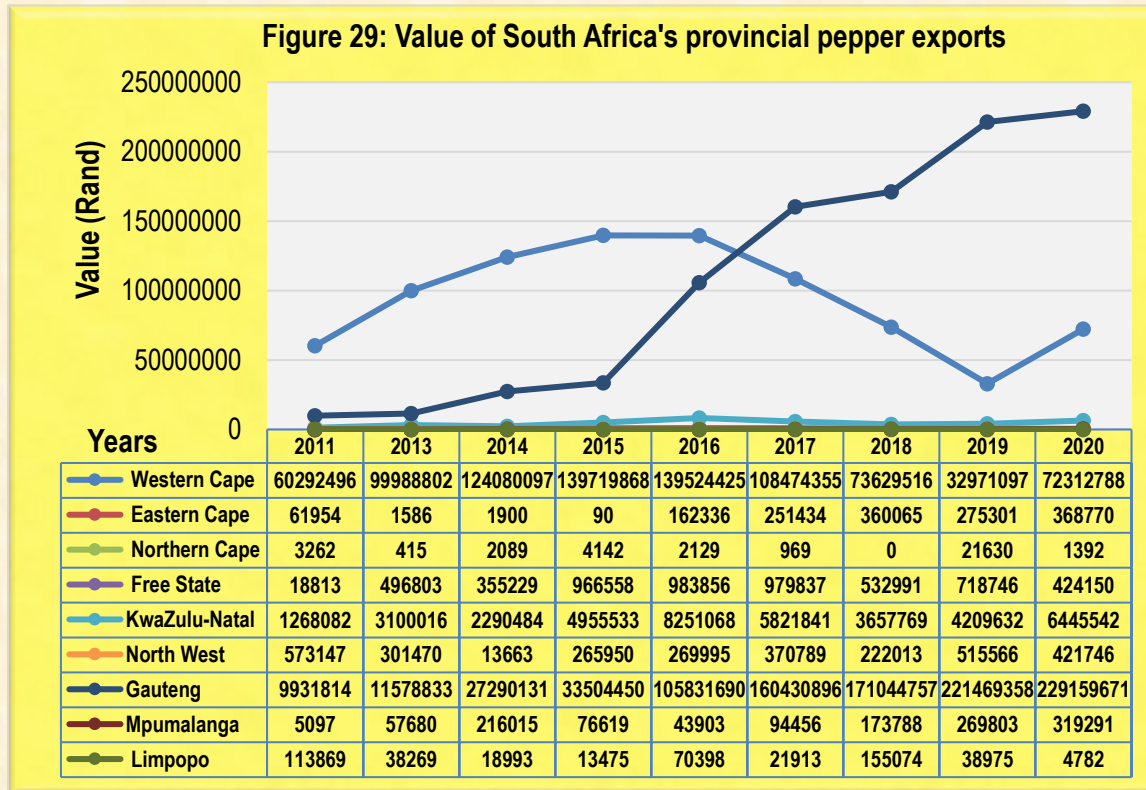 Figure 29: Value of South Africa's provincial pepper exports
Value (Rand)
250000000
200000000
150000000
100000000
50000000
0
Years 2011 2013 2014 2015 2016 2017 2018 2019 2020
Western Cape 60292496 99988802 124080097 139719868 139524425 108474355 73629516 32971097 72312788
Eastern Cape 61954 1586 1900 90 162336 251434 360065 275301 368770
Northern Cape 3262 415 2089 4142 2129 969 0 21630 1392
Free State 18813 496803 355229 966558 983856 979837 532991 718746 424150
KwaZulu-Natal 1268082 3100016 2290484 4955533 8251068 5821841 3657769 4209632 6445542
North West 573147 301470 13663 265950 269995 370789 222013 515566 421746
Gauteng 9931814 11578833 27290131 33504450 105831690 160430896 171044757 221469358 229159671
Mpumalanga 5097 57680 216015 76619 43903 94456 173788 269803 319291
Limpopo 113869 38269 18993 13475 70398 21913 155074 38975 4782